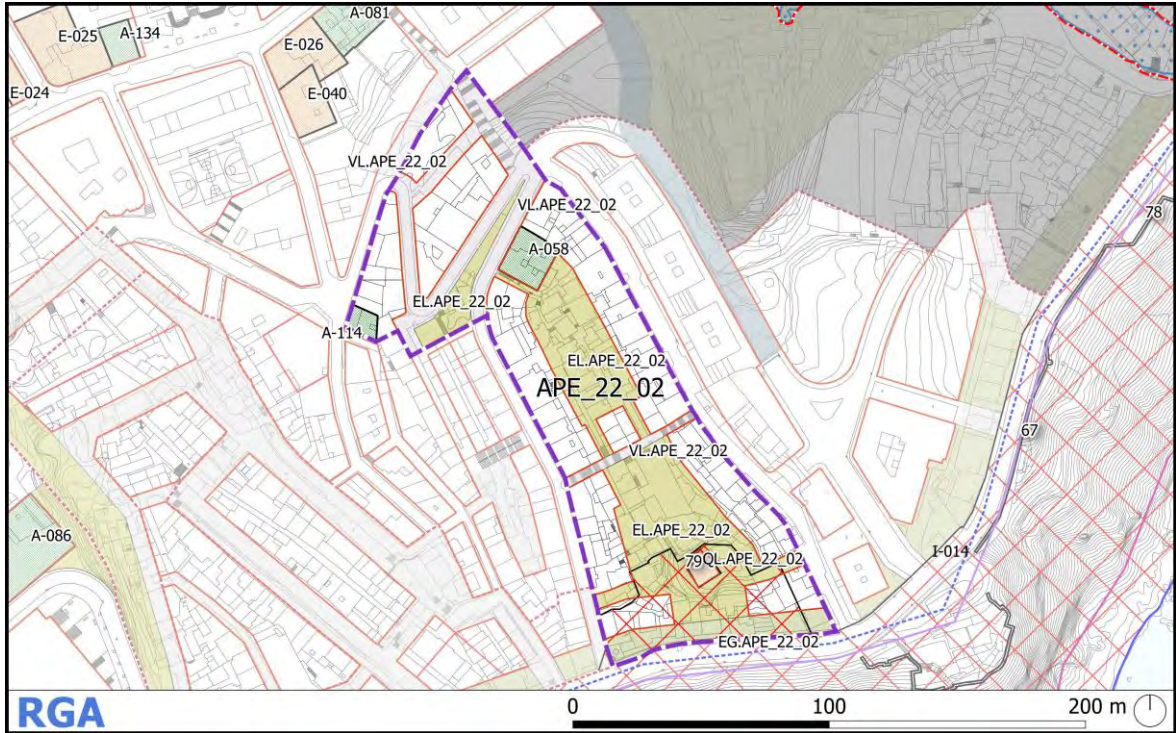 A-081
E-025
A-134
E-026
E-024
E-040
VL.APE_22_02
VL.APE_22_02
78
A-058
EL.APE_22_02
A-114
EL.APE_22_02
APE_22_02
67
VL.APE_22_02
A-086
EL.APE_22_02
I-014
79QL.APE_22_02
EG.APE_22_02
RGA
0 100 200 m